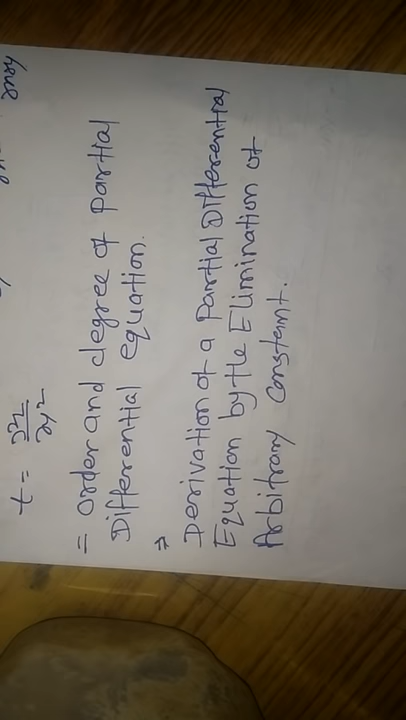 t = ∂²z/∂y²
= order and degree of partial
Differential equation.
⇒
Derivation of a Partial Differential
Equation by the Elimination of
Arbitrary Constant.